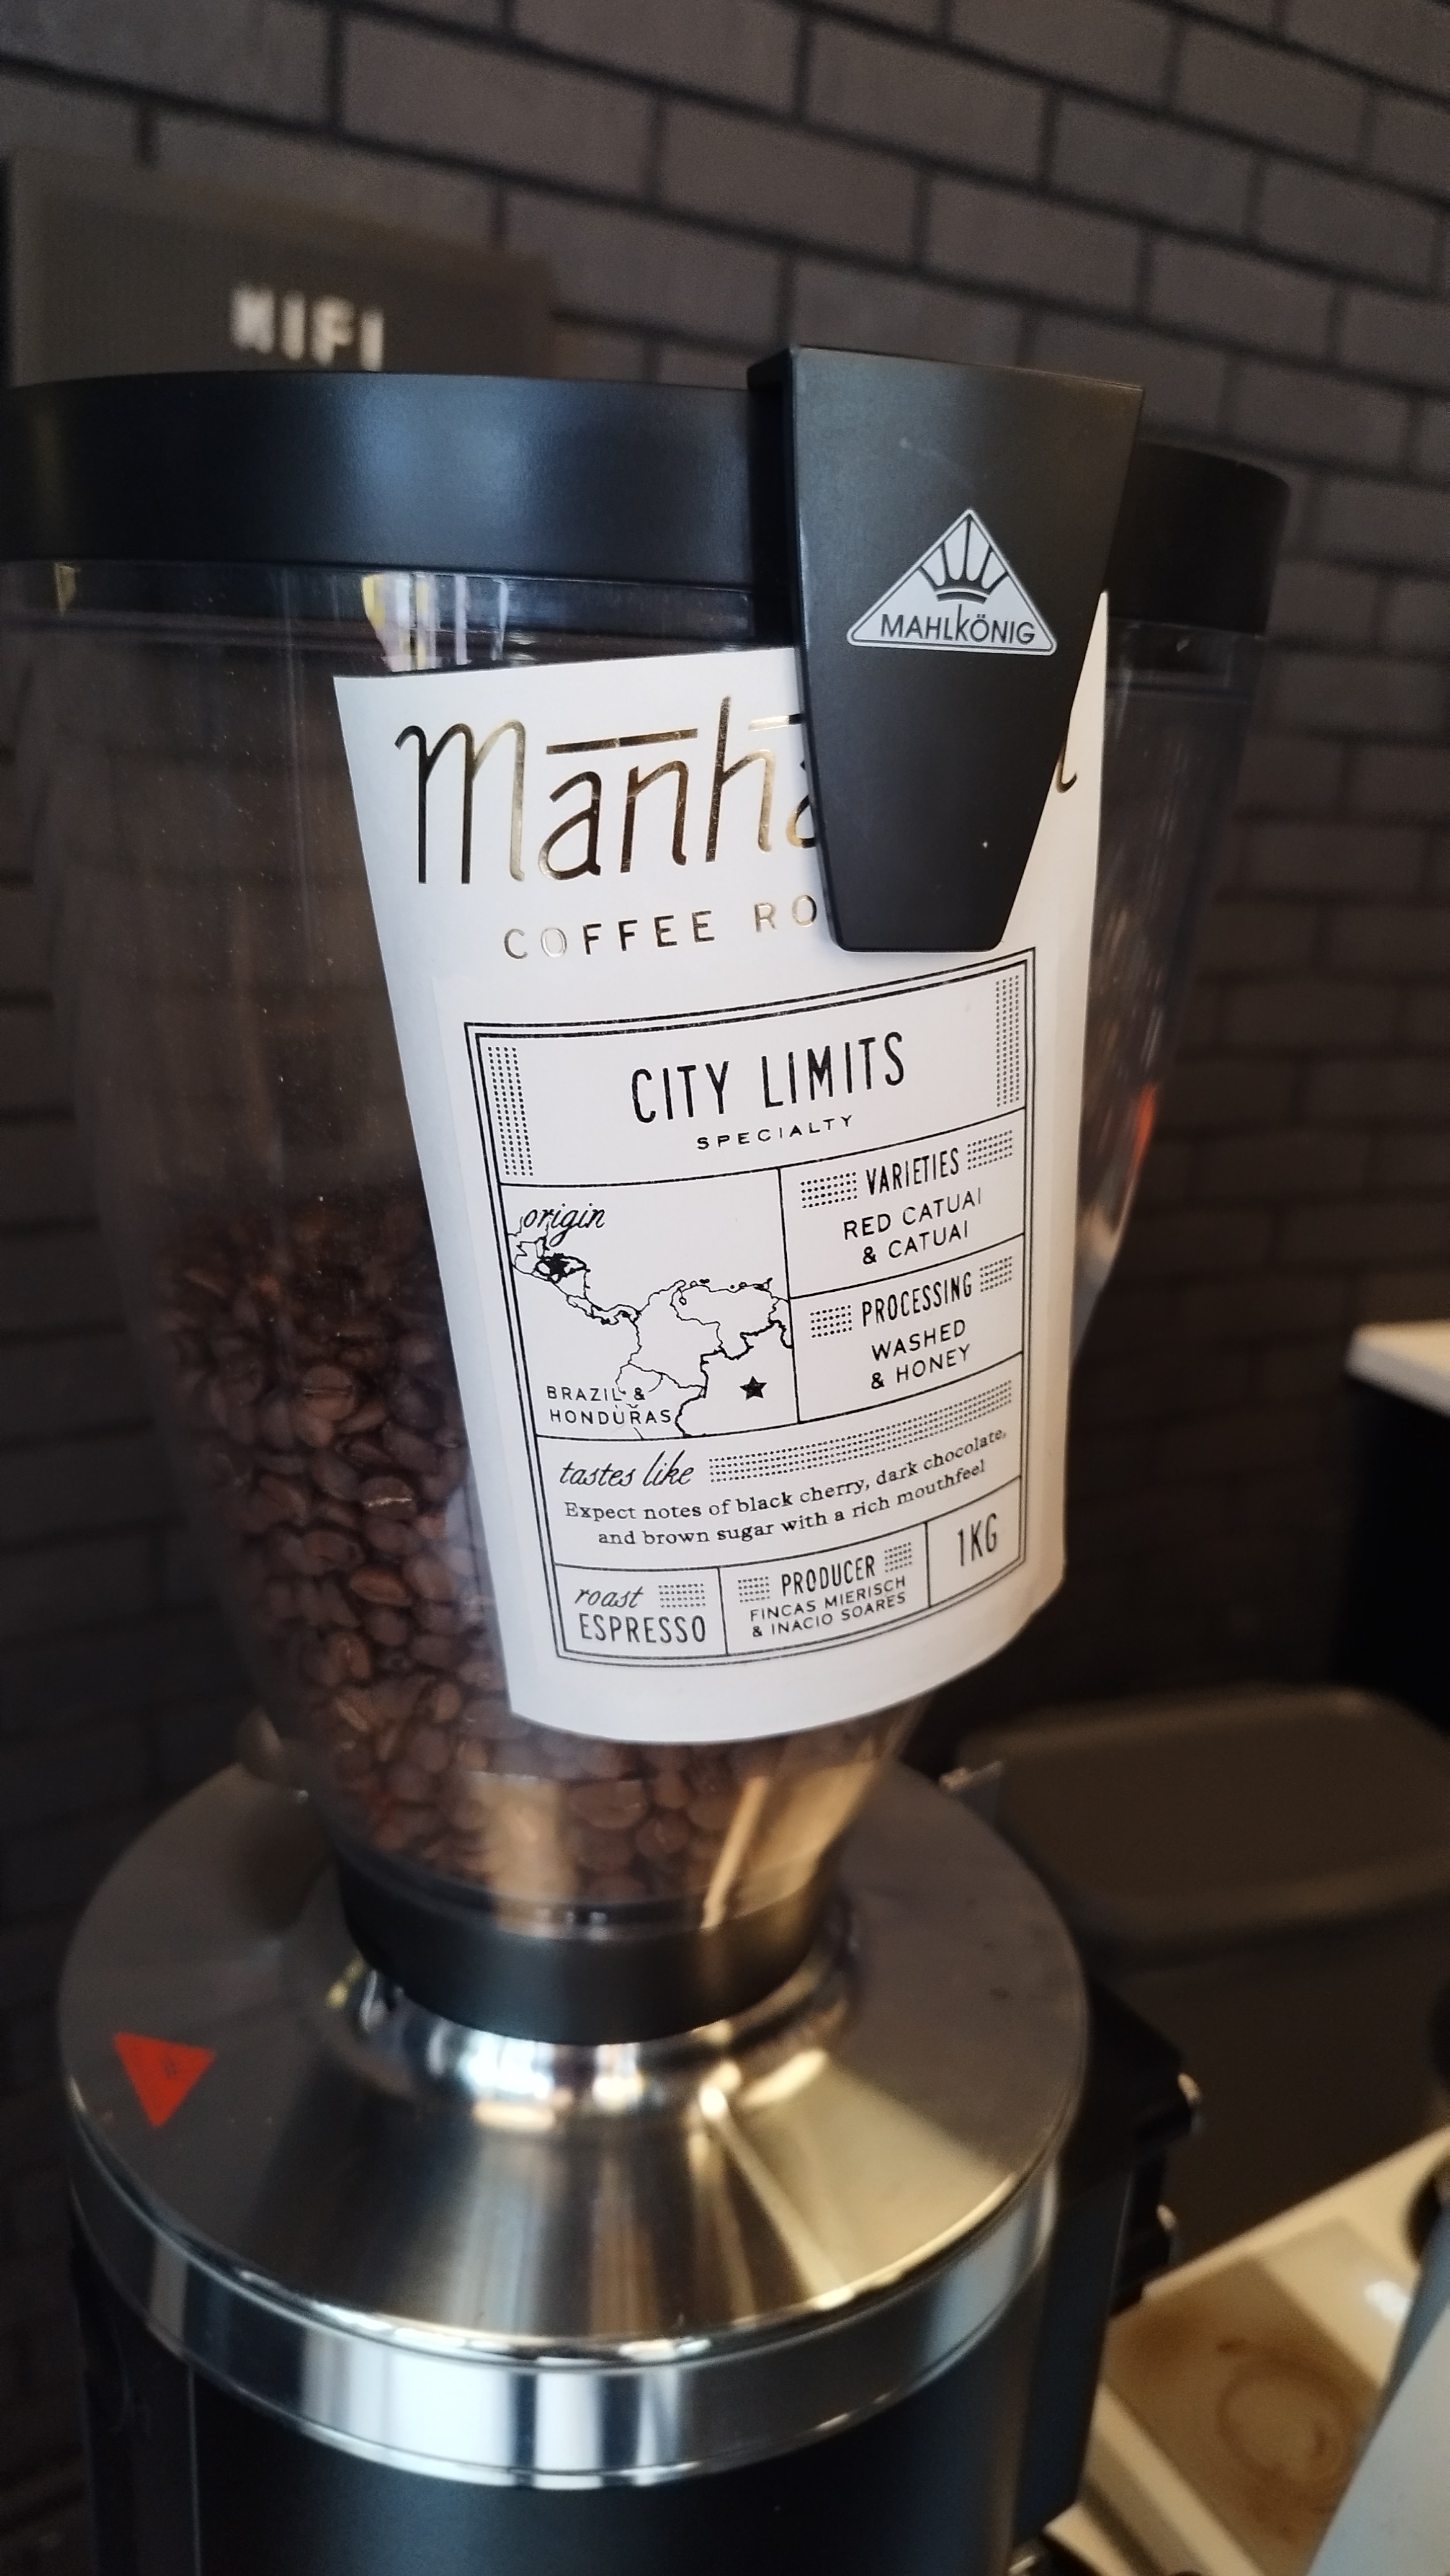 HIFI
MAHLKÖNIG
Manha
COFFEE RO
CITY LIMITS
SPECIALTY
origin
BRAZIL &
HONDURAS
VARIETIES
RED CATUAI
& CATUAI
PROCESSING
WASHED
& HONEY
tastes like
Expect notes of black cherry, dark chocolate,
and brown sugar with a rich mouthfeel
roast
ESPRESSO
PRODUCER
FINCAS MIERISCH
& INACIO SOARES
1KG